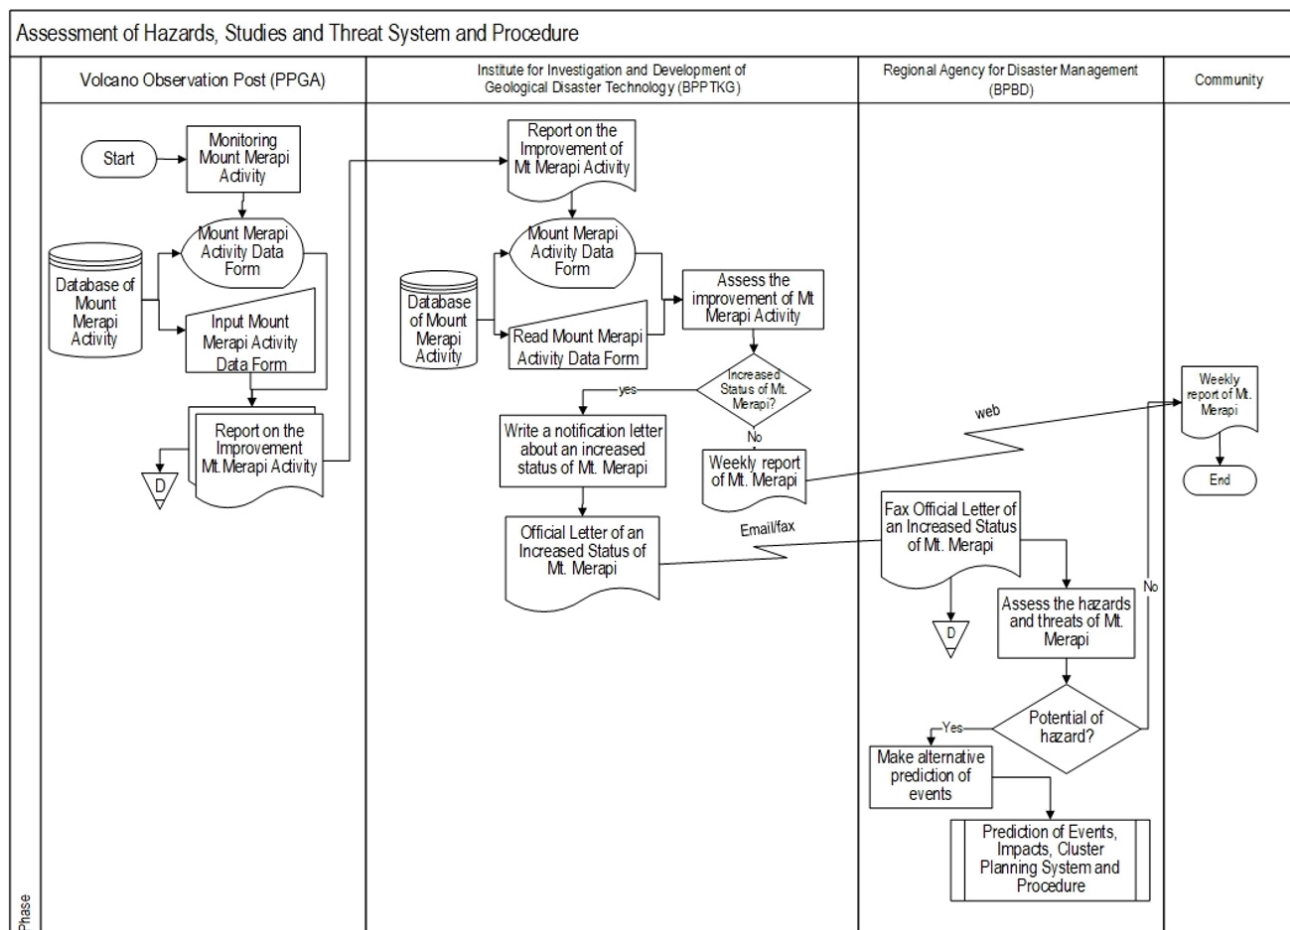 Assessment of Hazards, Studies and Threat System and Procedure
Volcano Observation Post (PPGA)
Institute for Investigation and Development of
Geological Disaster Technology (BPPTKG)
Regional Agency for Disaster Management
(BPBD)
Community
Start
Monitoring
Mount Merapi
Activity
Mount Merapi
Activity Data
Form
Database of
Mount
Merapi
Activity
Input Mount
Merapi Activity
Data Form
Report on the
Improvement
Mt.Merapi Activity
D
Report on the
Improvement of
Mt Merapi Activity
Mount Merapi
Activity Data
Form
Database
of Mount
Merapi
Activity
Read Mount Merapi
Activity Data Form
Assess the
improvement of Mt
Merapi Activity
Increased
Status of Mt.
Merapi?
yes
No
Write a notification letter
about an increased
status of Mt. Merapi
Weekly report
of Mt. Merapi
Official Letter of an
Increased Status of
Mt. Merapi
web
Email/fax
Fax Official Letter of
an Increased Status
of Mt. Merapi
D
Assess the hazards
and threats of Mt.
Merapi
Potential of
hazard?
Yes
No
Make alternative
prediction of
events
Prediction of Events,
Impacts, Cluster
Planning System and
Procedure
Weekly
report of Mt.
Merapi
End
Phase